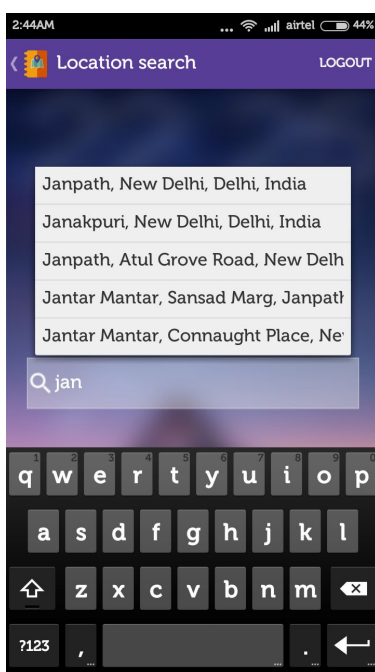 2:44AM ... airtel 44%
Location search LOGOUT
Janpath, New Delhi, Delhi, India
Janakpuri, New Delhi, Delhi, India
Janpath, Atul Grove Road, New Delh
Jantar Mantar, Sansad Marg, Janpath
Jantar Mantar, Connaught Place, Ne
jan
1 2 3 4 5 6 7 8 9 0
q w e r t y u i o p
a s d f g h j k l
z x c v b n m
?123 , .